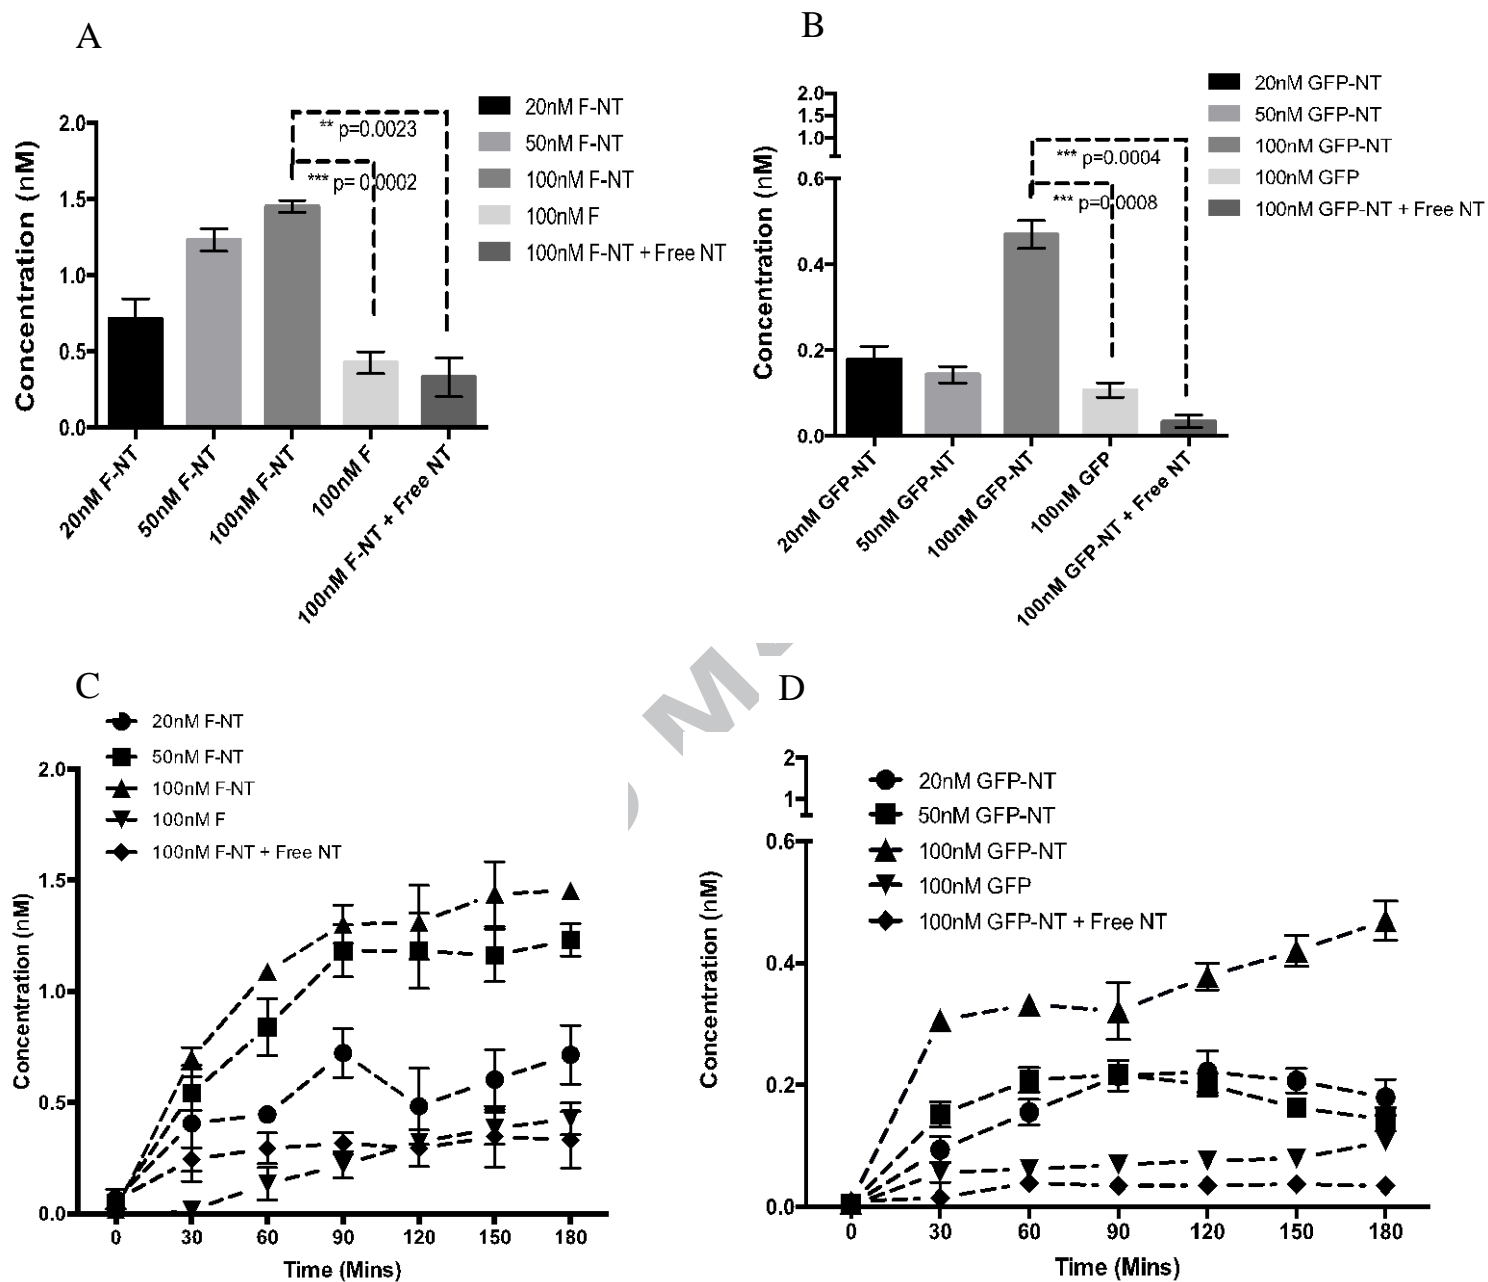 A
2.0
1.5
1.0
0.5
0.0
Concentration (nM)
** p=0.0023
*** p= 0.0002
20nM F-NT
50nM F-NT
100nM F-NT
100nM F
100nM F-NT + Free NT
20nM F-NT
50nM F-NT
100nM F-NT
100nM F
100nM F-NT + Free NT
B
2.0
1.5
1.0
0.6
0.4
0.2
0.0
Concentration (nM)
*** p=0.0004
*** p=0.0008
20nM GFP-NT
50nM GFP-NT
100nM GFP-NT
100nM GFP
100nM GFP-NT + Free NT
20nM GFP-NT
50nM GFP-NT
100nM GFP-NT
100nM GFP
100nM GFP-NT + Free NT
C
20nM F-NT
50nM F-NT
100nM F-NT
100nM F
100nM F-NT + Free NT
2.0
1.5
1.0
0.5
0.0
Concentration (nM)
0 30 60 90 120 150 180
Time (Mins)
D
20nM GFP-NT
50nM GFP-NT
100nM GFP-NT
100nM GFP
100nM GFP-NT + Free NT
2
1
0.6
0.4
0.2
0.0
Concentration (nM)
0 30 60 90 120 150 180
Time (Mins)